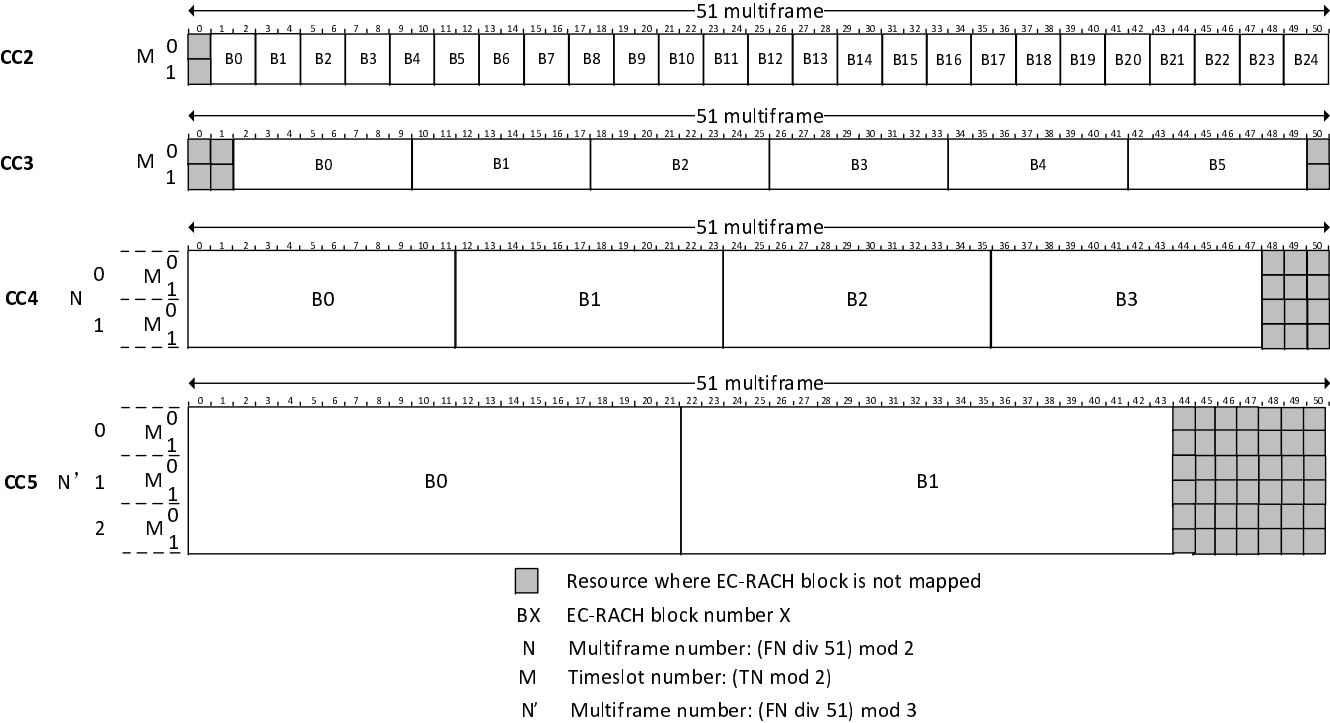 51 multiframe
0 1 2 3 4 5 6 7 8 9 10 11 12 13 14 15 16 17 18 19 20 21 22 23 24 25 26 27 28 29 30 31 32 33 34 35 36 37 38 39 40 41 42 43 44 45 46 47 48 49 50
0
CC2 M B0 B1 B2 B3 B4 B5 B6 B7 B8 B9 B10 B11 B12 B13 B14 B15 B16 B17 B18 B19 B20 B21 B22 B23 B24
1
51 multiframe
0 1 2 3 4 5 6 7 8 9 10 11 12 13 14 15 16 17 18 19 20 21 22 23 24 25 26 27 28 29 30 31 32 33 34 35 36 37 38 39 40 41 42 43 44 45 46 47 48 49 50
0
CC3 M B0 B1 B2 B3 B4 B5
1
51 multiframe
0 1 2 3 4 5 6 7 8 9 10 11 12 13 14 15 16 17 18 19 20 21 22 23 24 25 26 27 28 29 30 31 32 33 34 35 36 37 38 39 40 41 42 43 44 45 46 47 48 49 50
0
0 M
1
CC4 N B0 B1 B2 B3
0
1 M
1
51 multiframe
0 1 2 3 4 5 6 7 8 9 10 11 12 13 14 15 16 17 18 19 20 21 22 23 24 25 26 27 28 29 30 31 32 33 34 35 36 37 38 39 40 41 42 43 44 45 46 47 48 49 50
0
0 M
1
0
CC5 N' 1 M B0 B1
1
0
2 M
1
Resource where EC-RACH block is not mapped
BX EC-RACH block number X
N Multiframe number: (FN div 51) mod 2
M Timeslot number: (TN mod 2)
N' Multiframe number: (FN div 51) mod 3